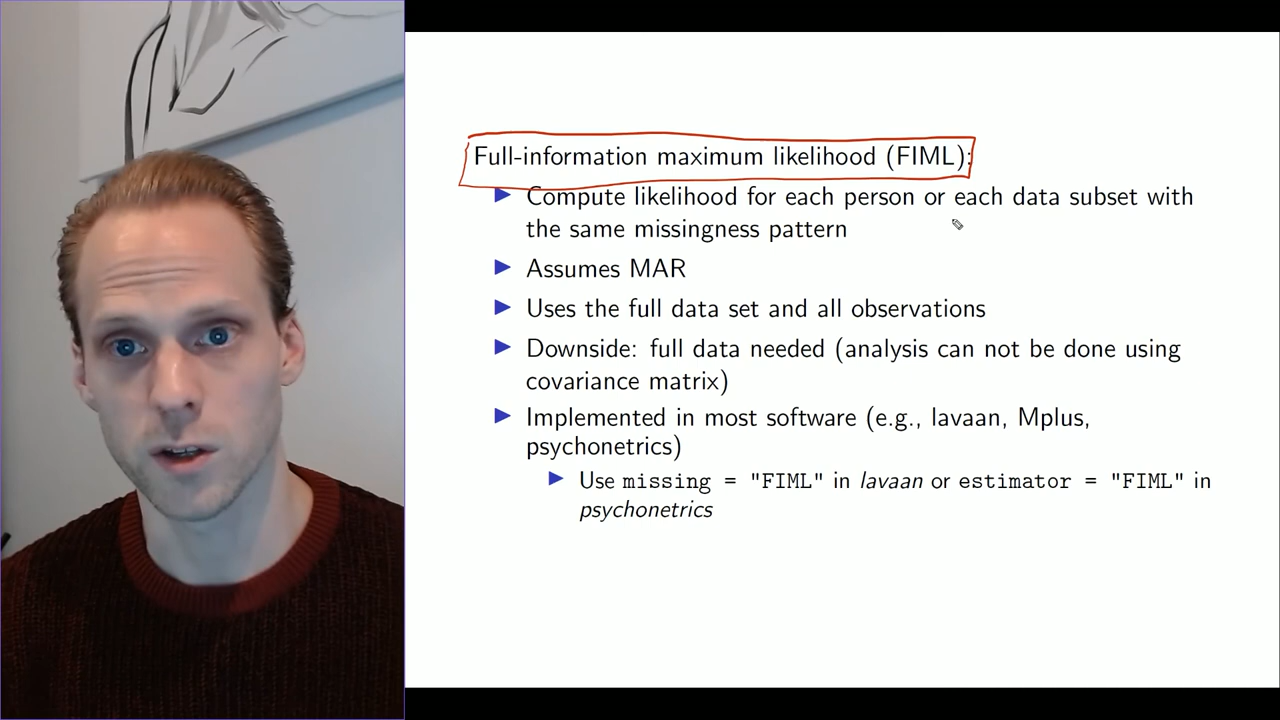 Full-information maximum likelihood (FIML):
Compute likelihood for each person or each data subset with
the same missingness pattern
Assumes MAR
Uses the full data set and all observations
Downside: full data needed (analysis can not be done using
covariance matrix)
Implemented in most software (e.g., lavaan, Mplus,
psychonetrics)
Use missing = "FIML" in lavaan or estimator = "FIML" in
psychonetrics